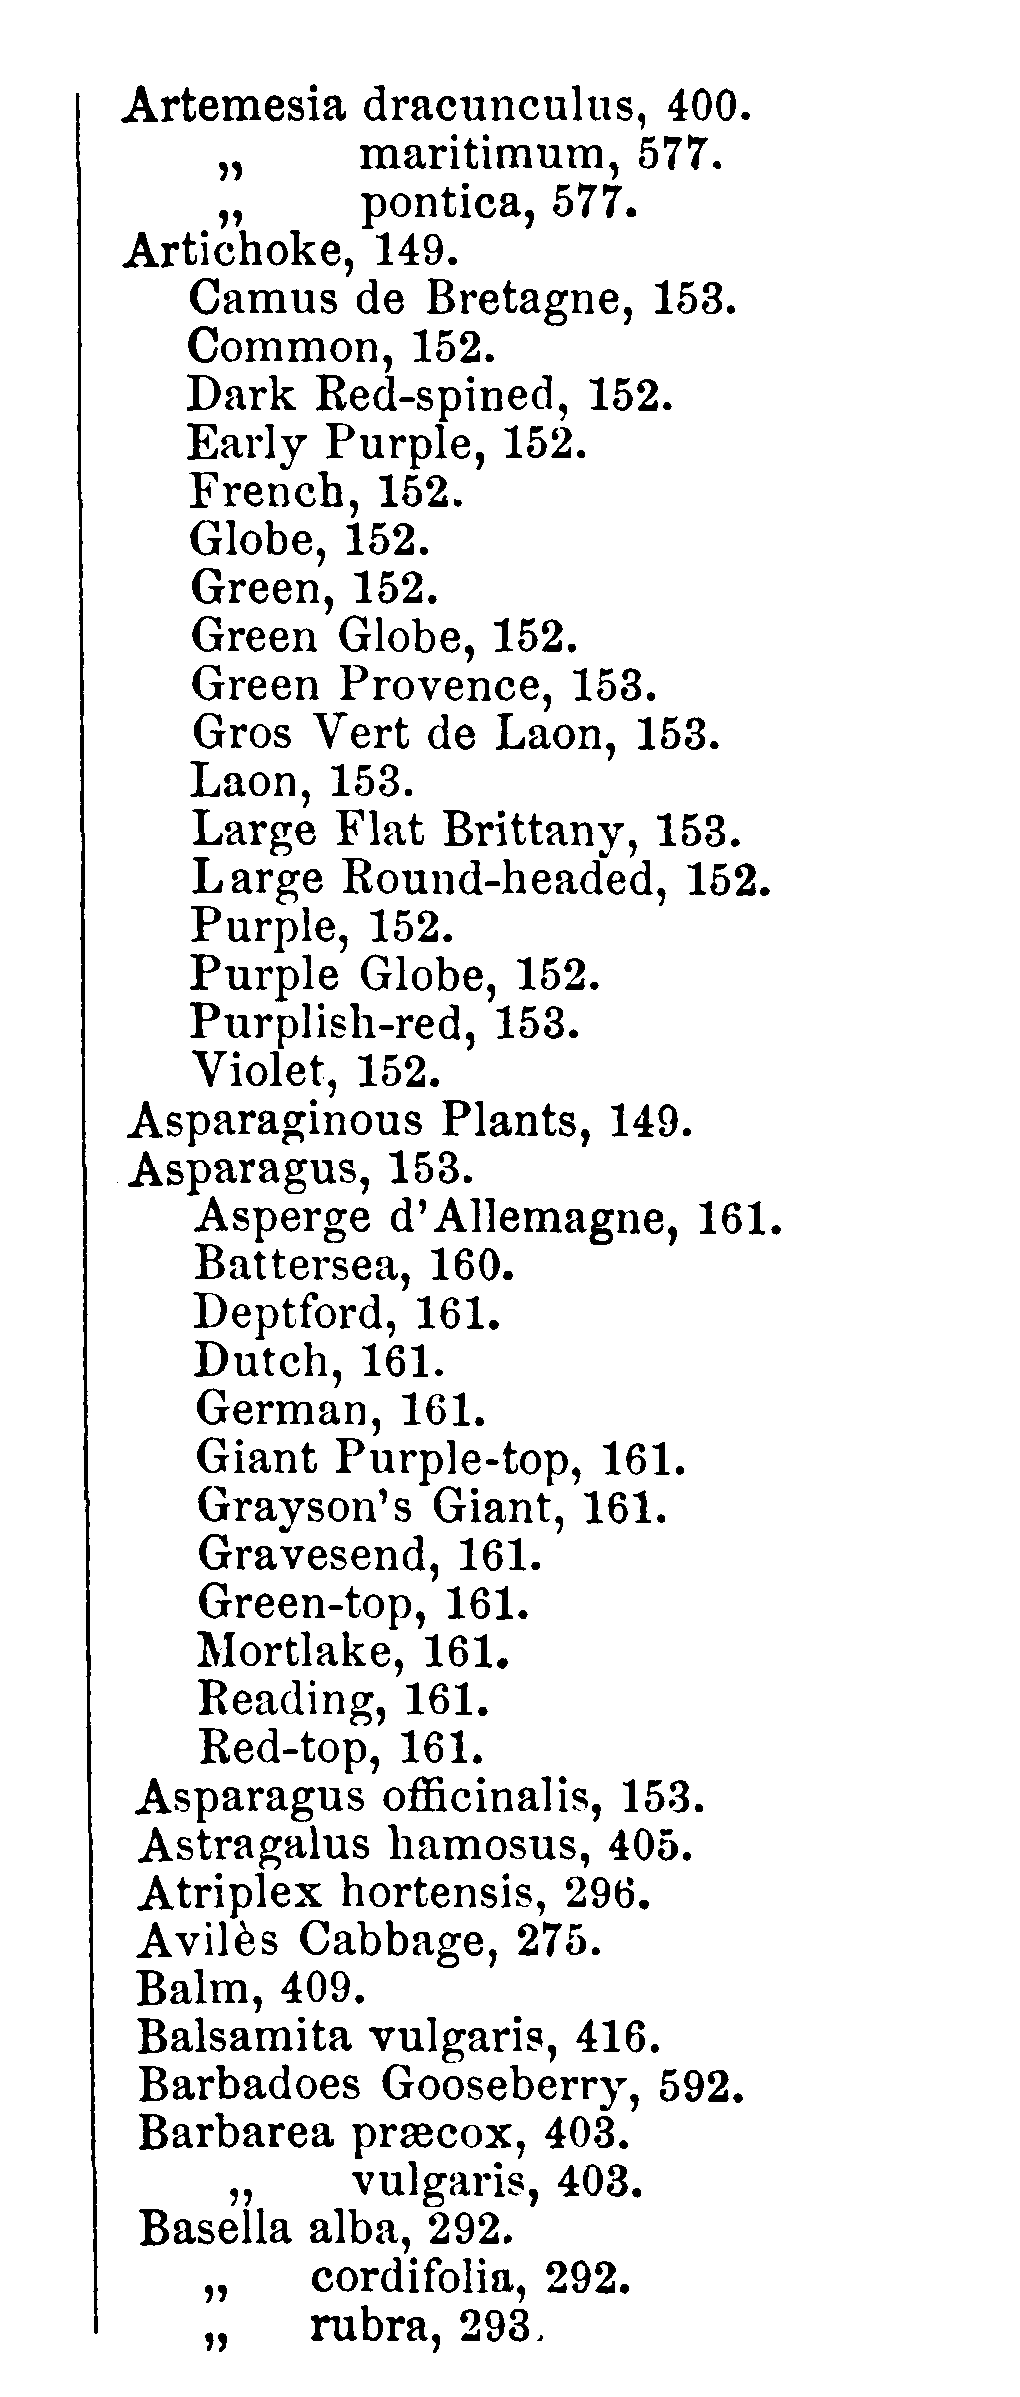 Artemesia dracunculus, 400.
„ maritimum, 577.
„ pontica, 577.
Artichoke, 149.
Camus de Bretagne, 153.
Common, 152.
Dark Red-spined, 152.
Early Purple, 152.
French, 152.
Globe, 152.
Green, 152.
Green Globe, 152.
Green Provence, 153.
Gros Vert de Laon, 153.
Laon, 153.
Large Flat Brittany, 153.
Large Round-headed, 152.
Purple, 152.
Purple Globe, 152.
Purplish-red, 153.
Violet, 152.
Asparaginous Plants, 149.
Asparagus, 153.
Asperge d'Allemagne, 161.
Battersea, 160.
Deptford, 161.
Dutch, 161.
German, 161.
Giant Purple-top, 161.
Grayson's Giant, 161.
Gravesend, 161.
Green-top, 161.
Mortlake, 161.
Reading, 161.
Red-top, 161.
Asparagus officinalis, 153.
Astragalus hamosus, 405.
Atriplex hortensis, 296.
Avilès Cabbage, 275.
Balm, 409.
Balsamita vulgaris, 416.
Barbadoes Gooseberry, 592.
Barbarea præcox, 403.
„ vulgaris, 403.
Basella alba, 292.
„ cordifolia, 292.
„ rubra, 293.